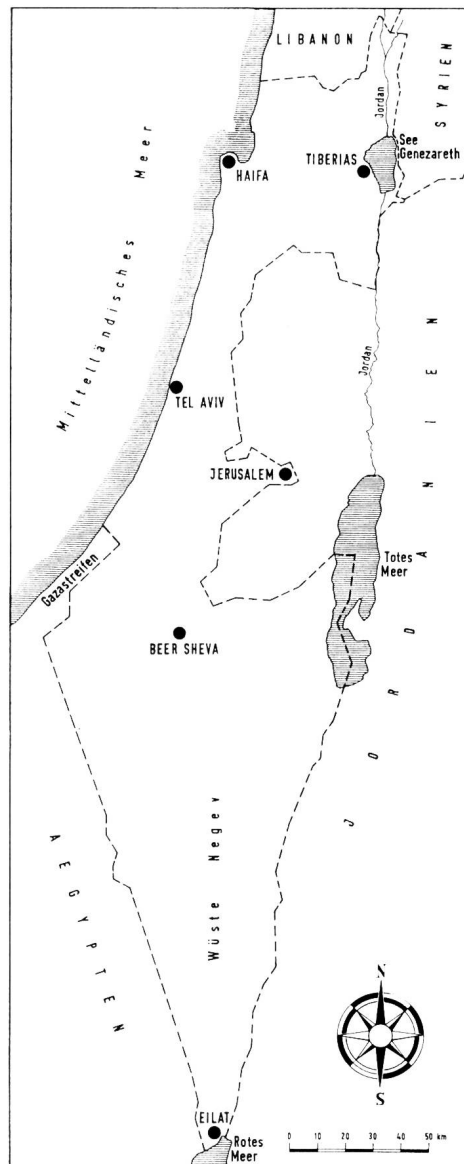 LIBANON
SYRIEN
Jordan
See
Genezareth
Mittelländisches Meer
HAIFA
TIBERIAS
Jordan
TEL AVIV
JERUSALEM
JORDANIEN
Totes
Meer
Gazastreifen
BEER SHEVA
Wüste Negev
AEGYPTEN
N
S
EILAT
Rotes
Meer
0 10 20 30 40 50 km